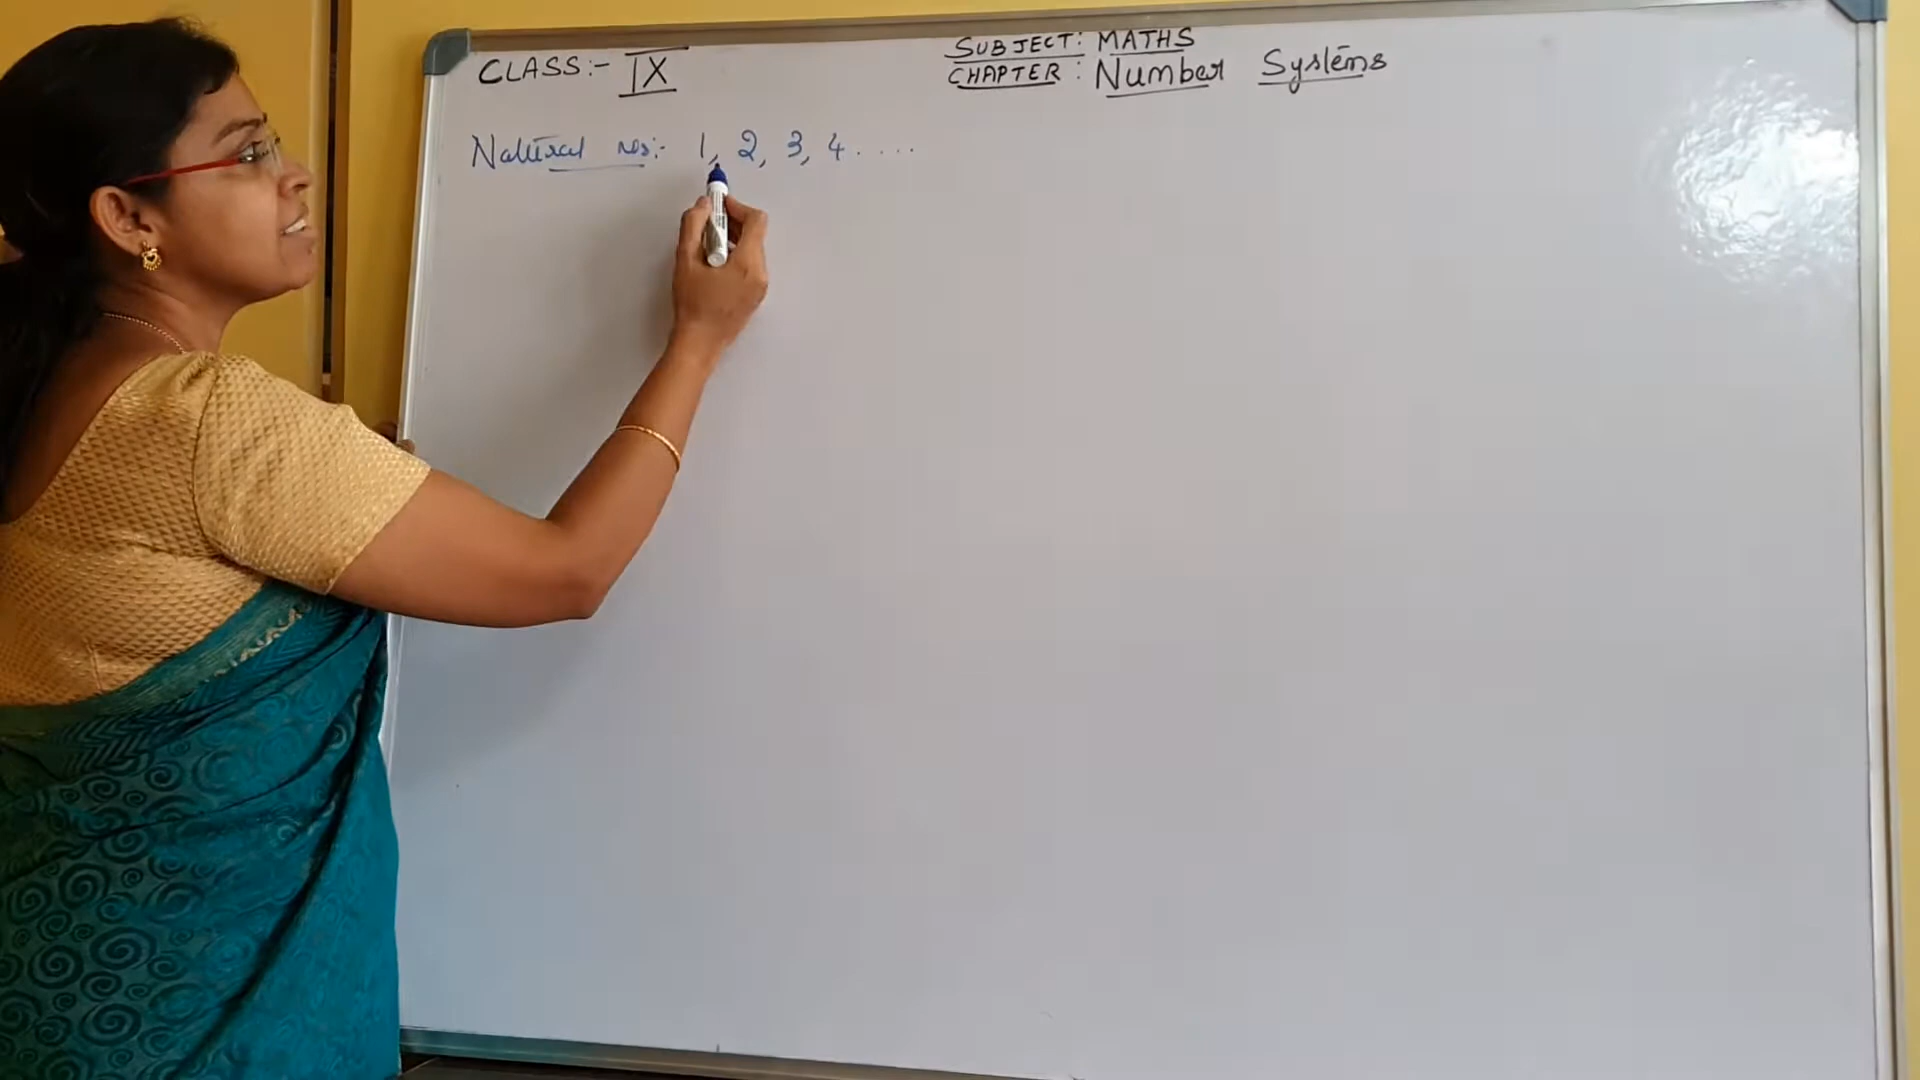 CLASS:- IX
SUBJECT: MATHS
CHAPTER: Number Systems
Natural nos:- 1, 2, 3, 4.....